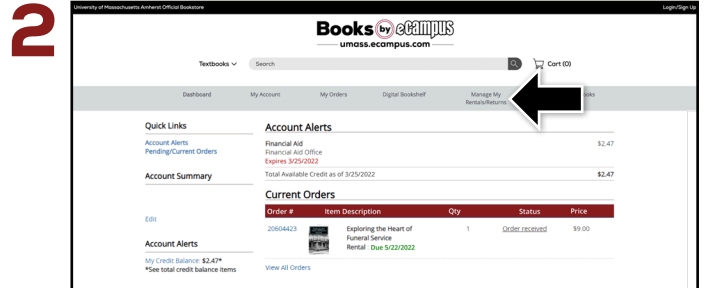 2
University of Massachusetts Amherst Official Bookstore
Login/Sign Up
Books by eCampus
umass.ecampus.com
Textbooks
Search
Cart (0)
Dashboard
My Account
My Orders
Digital Bookshelf
Manage My
Rentals/Returns
Quick Links
Account Alerts
Pending/Current Orders
Account Summary
Edit
Account Alerts
My Credit Balance: $2.47*
*See total credit balance items
Account Alerts
Financial Aid $2.47
Financial Aid Office
Expires 3/25/2022
Total Available Credit as of 3/25/2022 $2.47
Current Orders
Order # Item Description Qty Status Price
20604423 Exploring the Heart of 1 Order received $9.00
Funeral Service
Rental Due 5/22/2022
View All Orders